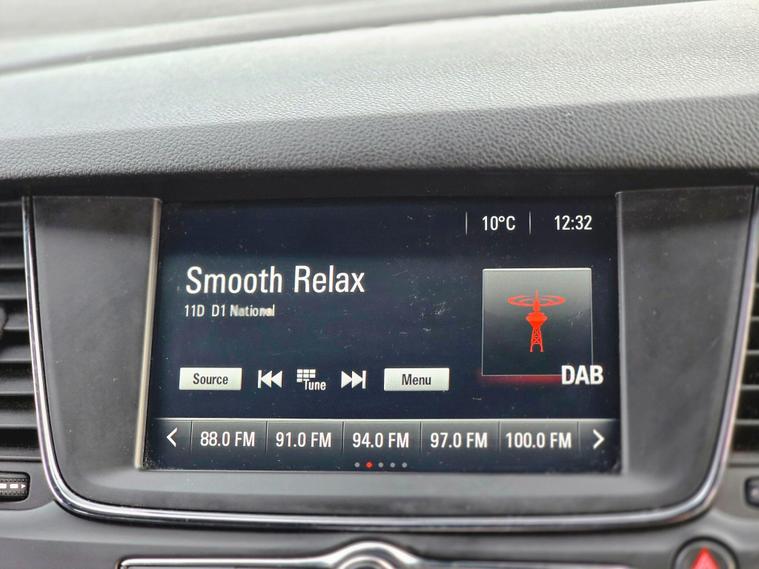 10°C 12:32
Smooth Relax
11D D1 National
DAB
Source Tune Menu
88.0 FM 91.0 FM 94.0 FM 97.0 FM 100.0 FM